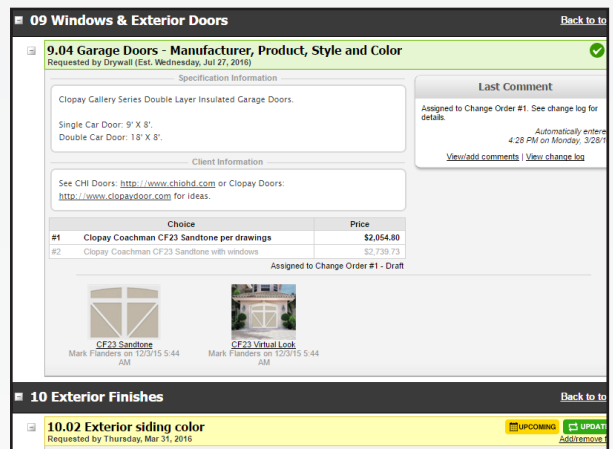 09 Windows & Exterior Doors
Back to to
9.04 Garage Doors - Manufacturer, Product, Style and Color
Requested by Drywall (Est. Wednesday, Jul 27, 2016)
Specification Information
Clopay Gallery Series Double Layer Insulated Garage Doors.
Single Car Door: 9' X 8'.
Double Car Door: 18' X 8'.
Client Information
See CHI Doors: http://www.chiohd.com or Clopay Doors:
http://www.clopaydoor.com for ideas.
Last Comment
Assigned to Change Order #1. See change log for
details.
Automatically entere
4:28 PM on Monday, 3/28/1
View/add comments | View change log
Choice Price
#1 Clopay Coachman CF23 Sandtone per drawings $2,054.80
#2 Clopay Coachman CF23 Sandtone with windows $2,739.73
Assigned to Change Order #1 - Draft
CF23 Sandtone
Mark Flanders on 12/3/15 5:44
AM
CF23 Virtual Look
Mark Flanders on 12/3/15 5:44
AM
10 Exterior Finishes
Back to to
10.02 Exterior siding color
Requested by Thursday, Mar 31, 2016
UPCOMING
UPDAT
Add/remove f